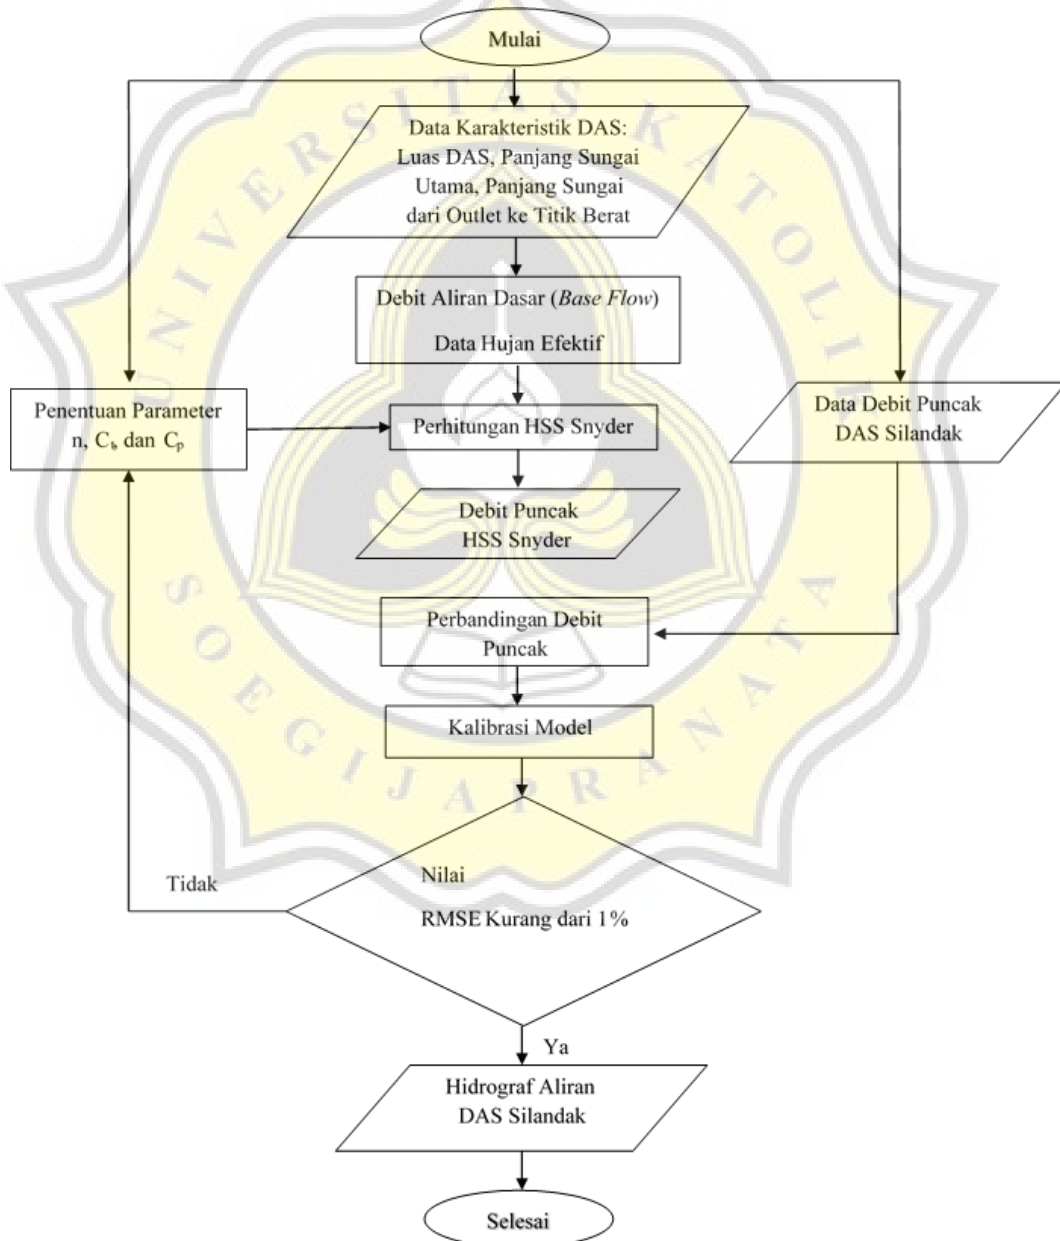 Mulai
Data Karakteristik DAS:
Luas DAS, Panjang Sungai
Utama, Panjang Sungai
dari Outlet ke Titik Berat
Debit Aliran Dasar (Base Flow)
Data Hujan Efektif
Penentuan Parameter
n, Ct, dan Cp
Perhitungan HSS Snyder
Data Debit Puncak
DAS Silandak
Debit Puncak
HSS Snyder
Perbandingan Debit
Puncak
Kalibrasi Model
Tidak
Nilai
RMSE Kurang dari 1%
Ya
Hidrograf Aliran
DAS Silandak
Selesai
UNIVERSITAS KATOLIK
SOEGIJAPRANATA